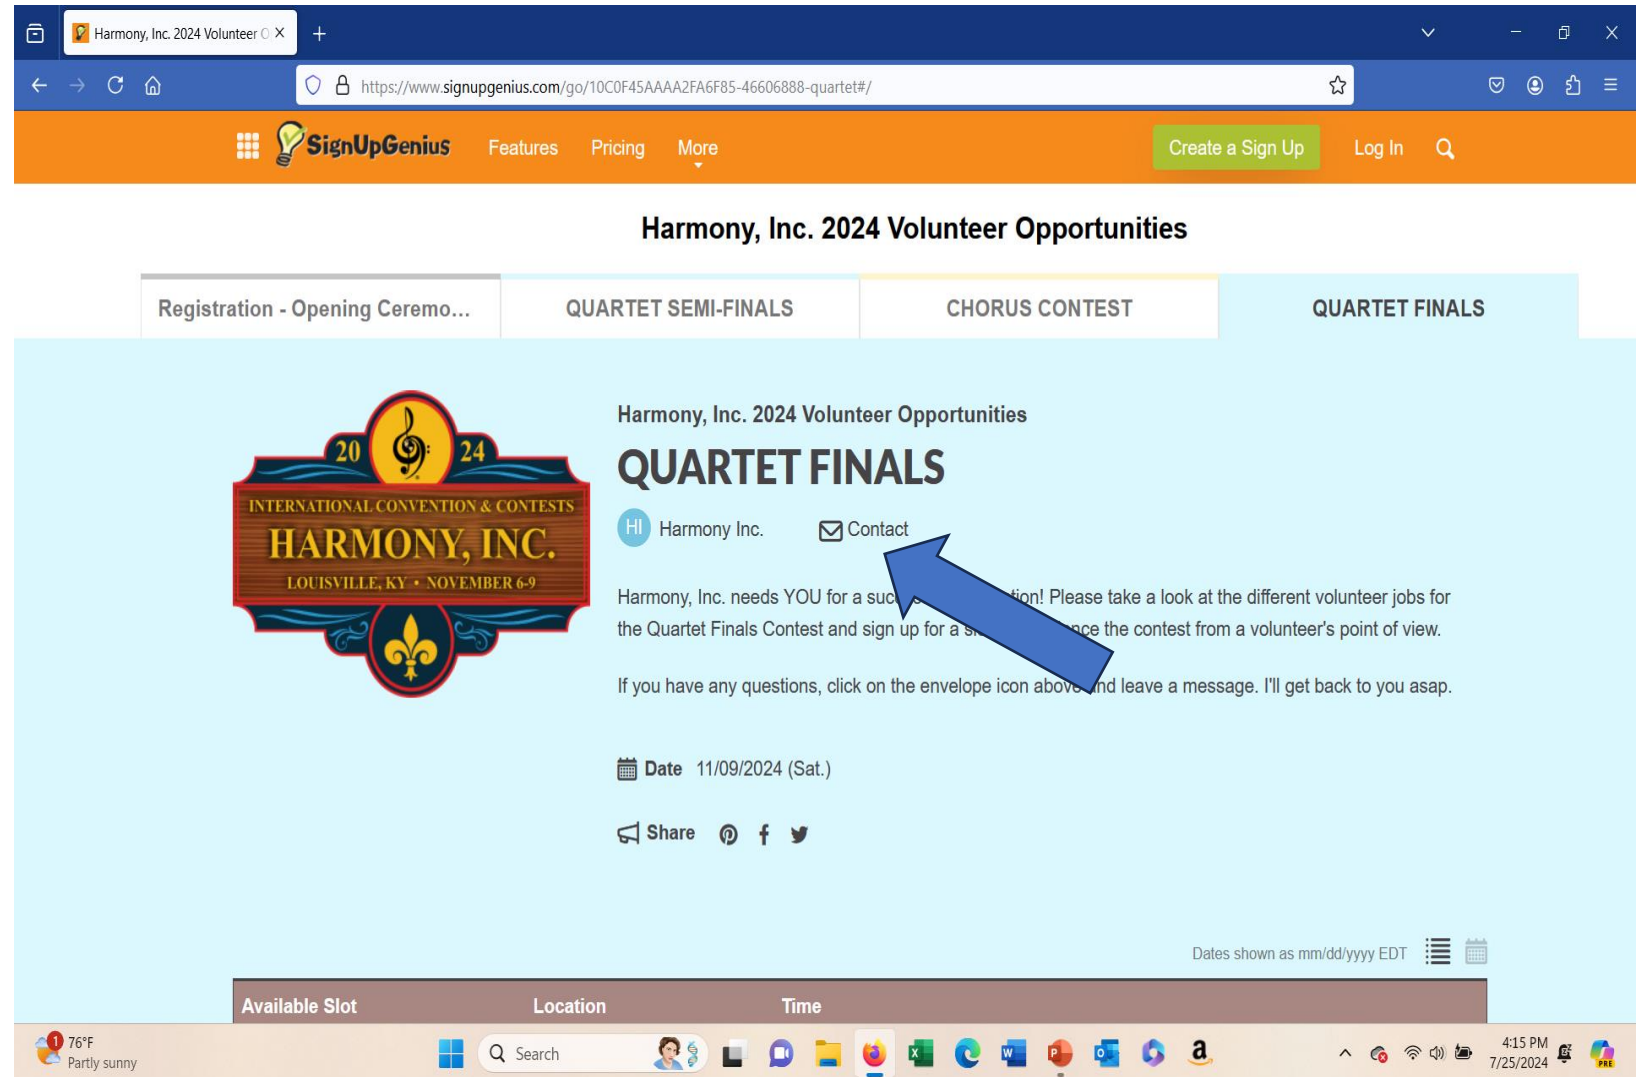 Harmony, Inc. 2024 Volunteer O
https://www.signupgenius.com/go/10C0F45AAAA2FA6F85-46606888-quartet#/
SignUpGenius Features Pricing More Create a Sign Up Log In
Harmony, Inc. 2024 Volunteer Opportunities
Registration - Opening Ceremo... QUARTET SEMI-FINALS CHORUS CONTEST QUARTET FINALS
20 24
INTERNATIONAL CONVENTION & CONTESTS
HARMONY, INC.
LOUISVILLE, KY • NOVEMBER 6-9
Harmony, Inc. 2024 Volunteer Opportunities
QUARTET FINALS
HI Harmony Inc. Contact
Harmony, Inc. needs YOU for a tion! Please take a look at the different volunteer jobs for
the Quartet Finals Contest and sign up for a the contest from a volunteer's point of view.
If you have any questions, click on the envelope icon above and leave a message. I'll get back to you asap.
Date 11/09/2024 (Sat.)
Share
Dates shown as mm/dd/yyyy EDT
Available Slot Location Time
1 76°F
Partly sunny
Search
4:15 PM
7/25/2024
PRE